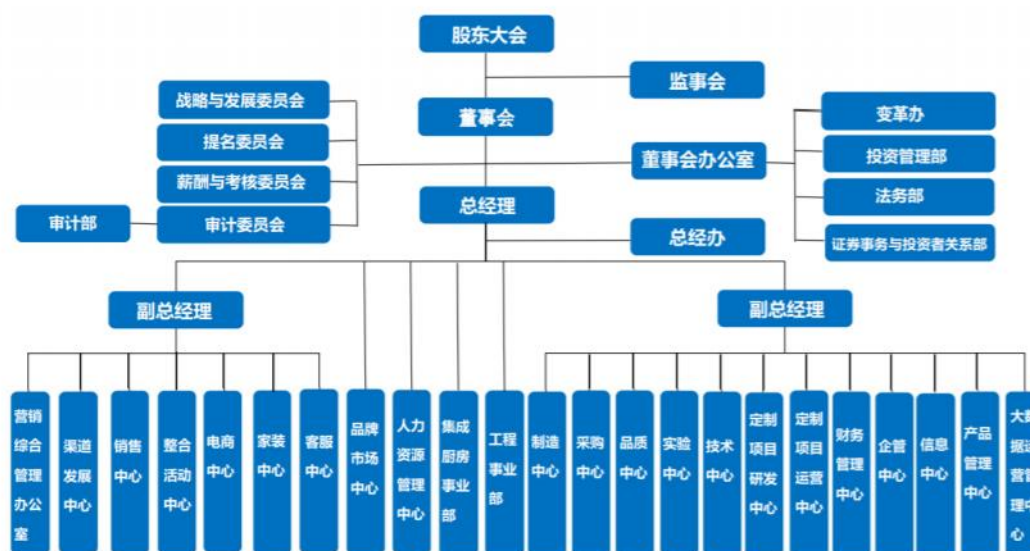 股东大会
监事会
战略与发展委员会
董事会
变革办
提名委员会
董事会办公室
投资管理部
薪酬与考核委员会
法务部
审计部
审计委员会
总经理
总经办
证券事务与投资者关系部
副总经理
副总经理
营销综合管理办公室
渠道发展中心
销售中心
整合活动中心
电商中心
家装中心
客服中心
品牌市场中心
人力资源管理中心
集成厨房事业部
工程事业部
制造中心
采购中心
品质中心
实验中心
技术中心
定制项目研发中心
定制项目运营中心
财务管理中心
企管中心
信息中心
产品管理中心
大数据运营管理中心